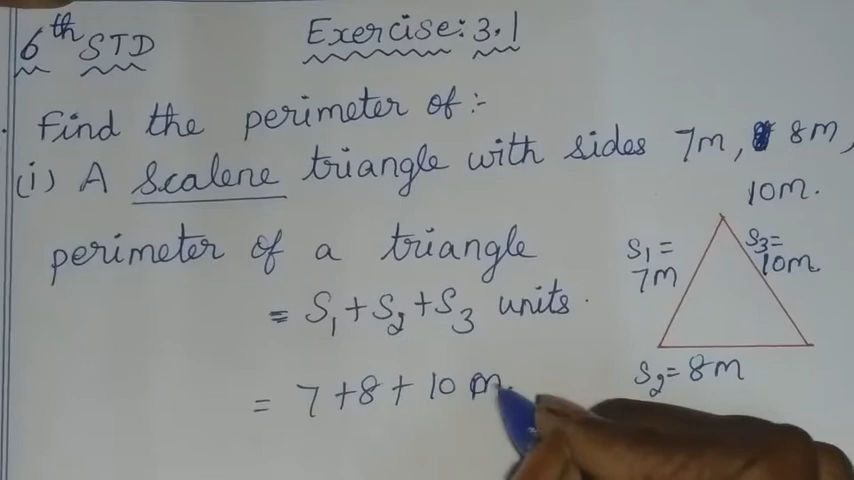 6th STD Exercise: 3.1
Find the perimeter of :-
(i) A Scalene triangle with sides 7m, 8m,
10m.
perimeter of a triangle
= S1 + S2 + S3 units.
= 7 + 8 + 10 m.
S1 =
7m
S3 =
10m
S2 = 8m